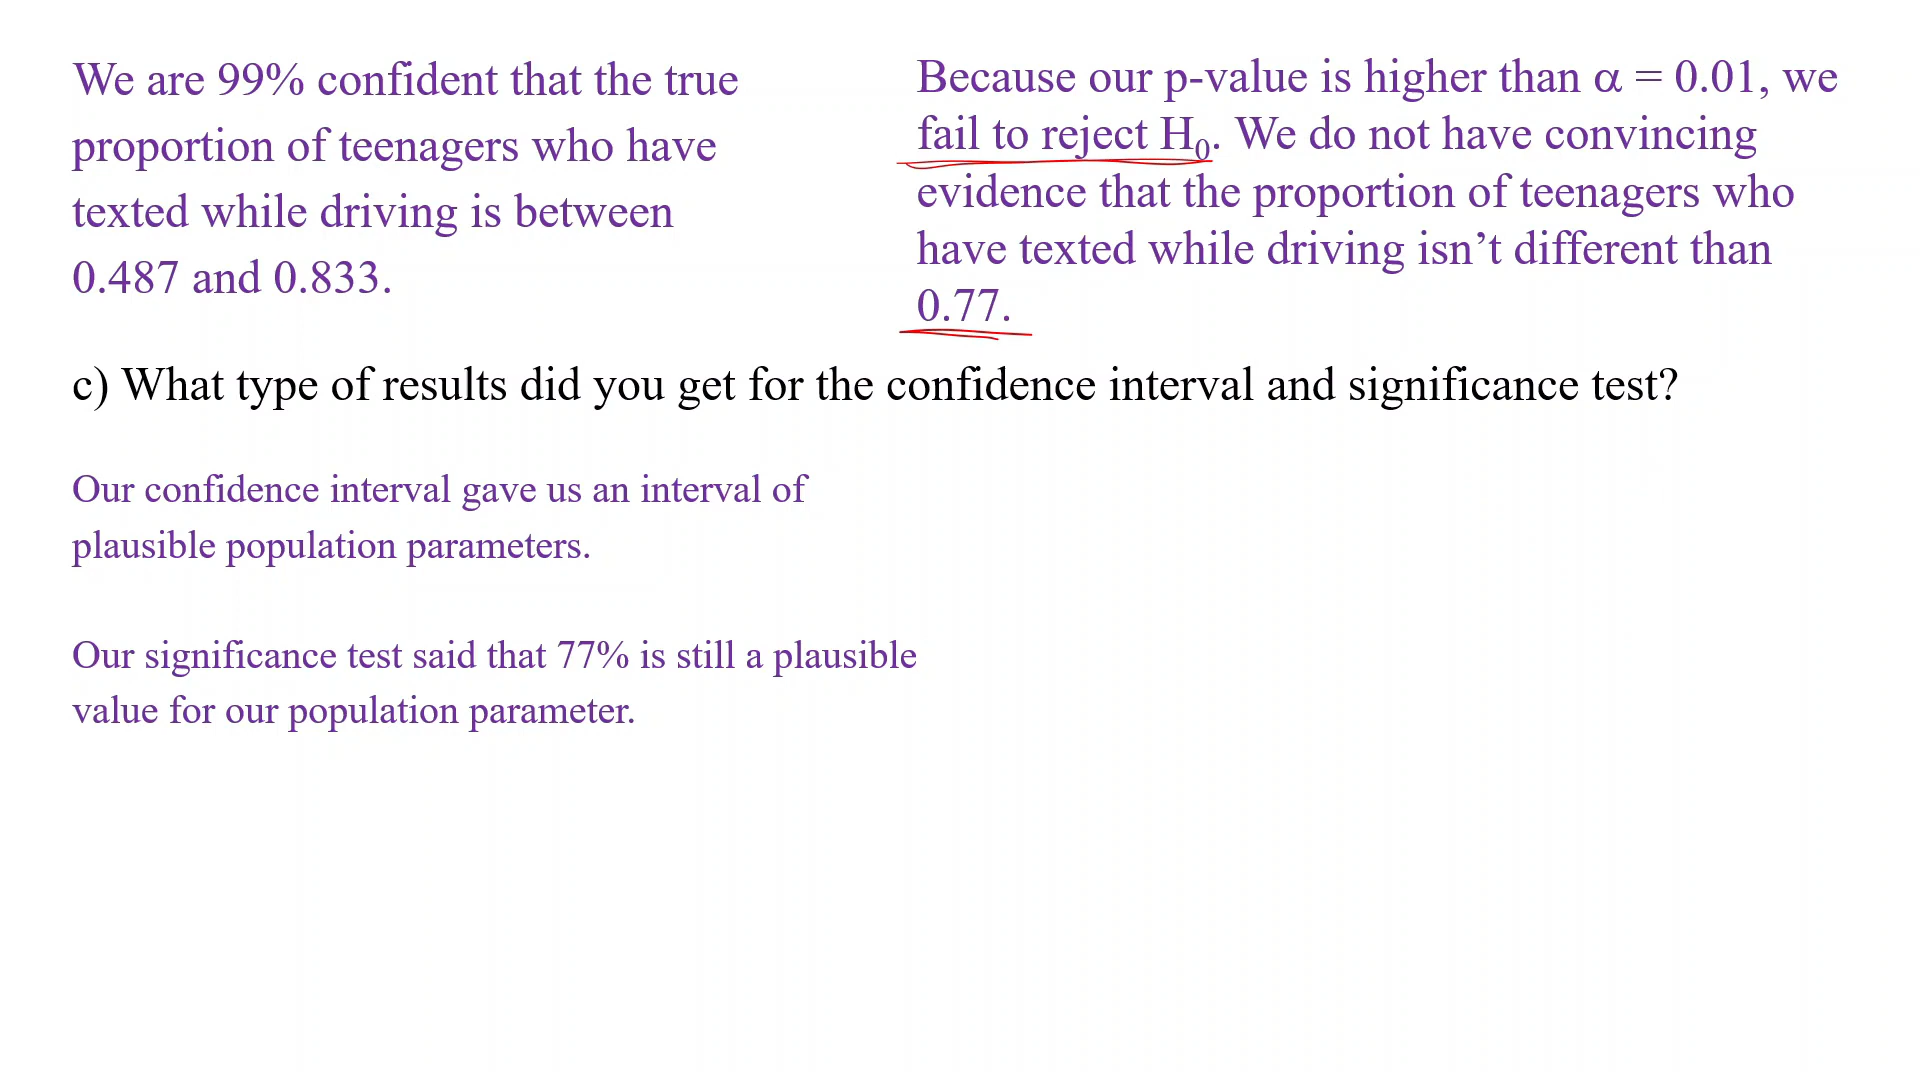 We are 99% confident that the true
proportion of teenagers who have
texted while driving is between
0.487 and 0.833.
Because our p-value is higher than α = 0.01, we
fail to reject H₀. We do not have convincing
evidence that the proportion of teenagers who
have texted while driving isn’t different than
0.77.
c) What type of results did you get for the confidence interval and significance test?
Our confidence interval gave us an interval of
plausible population parameters.
Our significance test said that 77% is still a plausible
value for our population parameter.